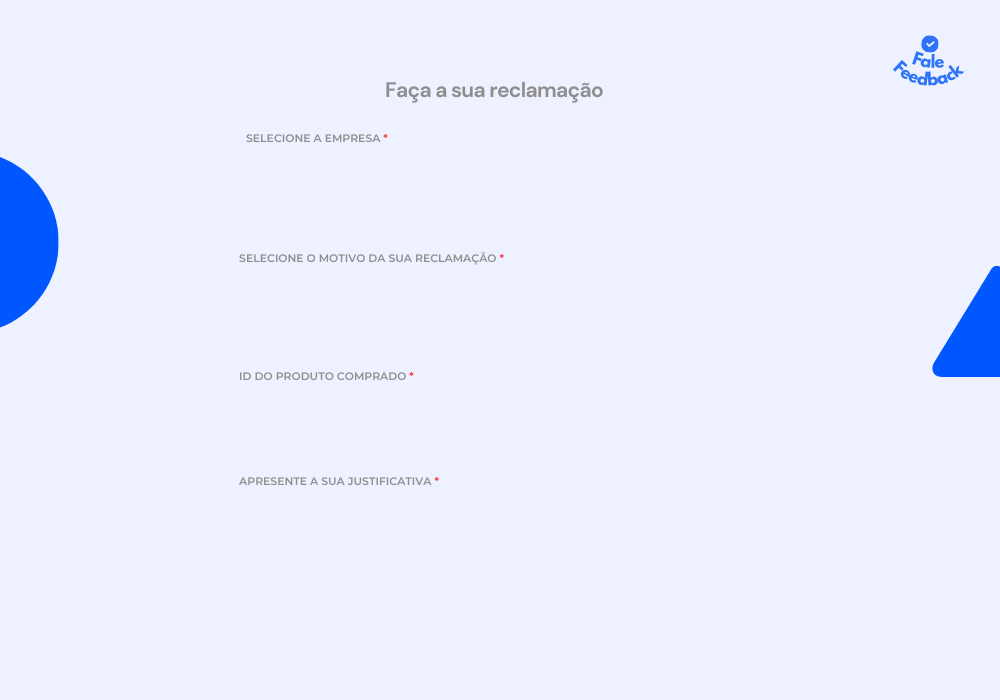 Fale
Feedback
Faça a sua reclamação
SELECIONE A EMPRESA *
SELECIONE O MOTIVO DA SUA RECLAMAÇÃO *
ID DO PRODUTO COMPRADO *
APRESENTE A SUA JUSTIFICATIVA *